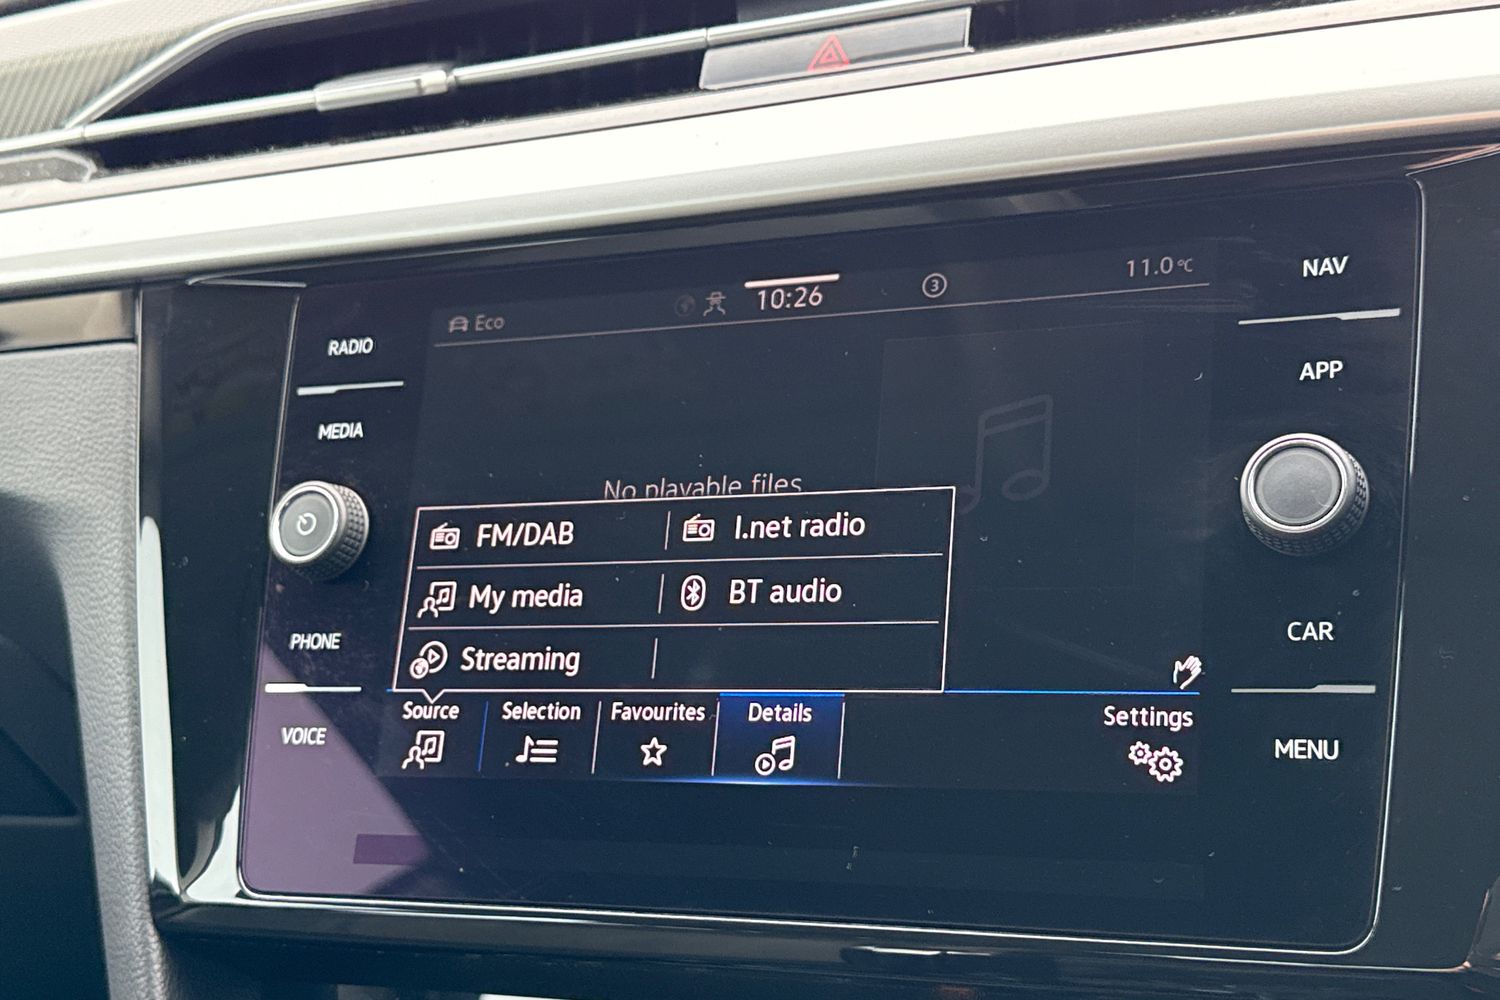 Eco
10:26
3
11.0°C
NAV
RADIO
APP
MEDIA
No playable files
FM/DAB
I.net radio
My media
BT audio
Streaming
PHONE
CAR
VOICE
Source
Selection
Favourites
Details
Settings
MENU